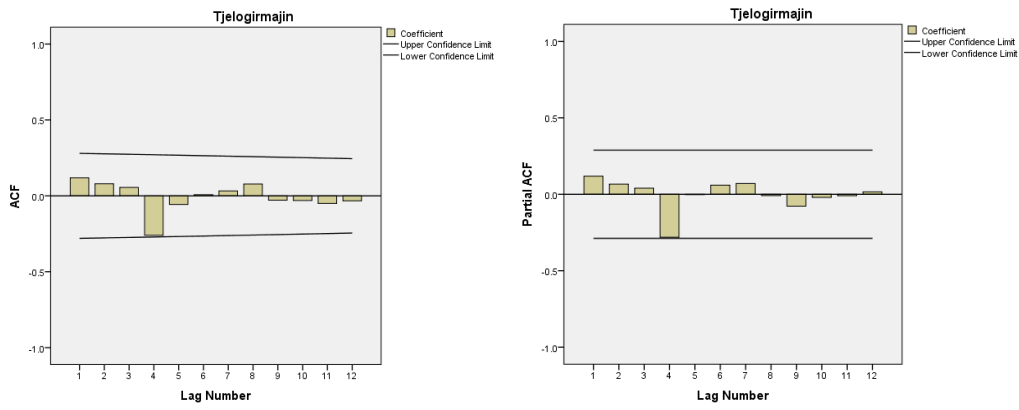 Tjelogirmajin
Coefficient
Upper Confidence Limit
Lower Confidence Limit
1.0
0.5
0.0
-0.5
-1.0
ACF
1 2 3 4 5 6 7 8 9 10 11 12
Lag Number
Tjelogirmajin
Coefficient
Upper Confidence Limit
Lower Confidence Limit
1.0
0.5
0.0
-0.5
-1.0
Partial ACF
1 2 3 4 5 6 7 8 9 10 11 12
Lag Number